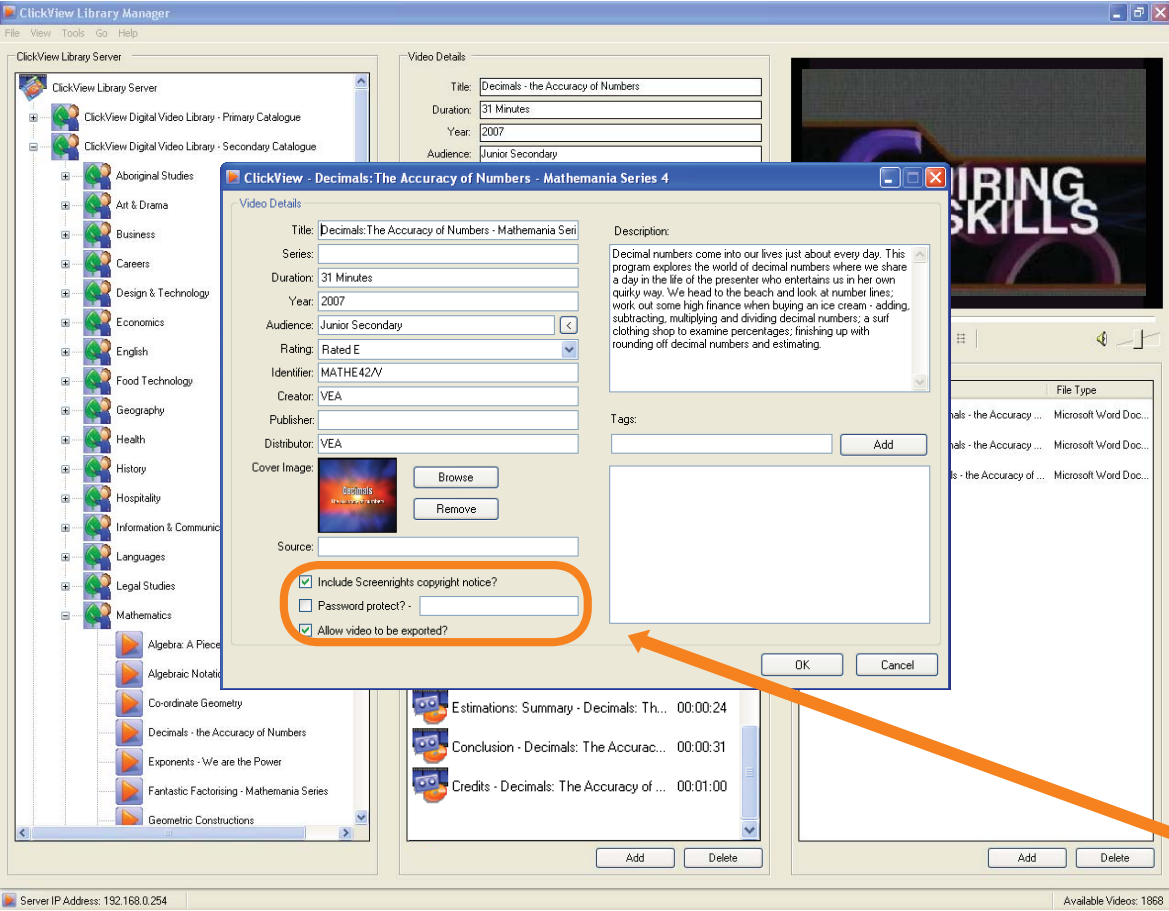 ClickView Library Manager
File View Tools Go Help
ClickView Library Server
ClickView Library Server
ClickView Digital Video Library - Primary Catalogue
ClickView Digital Video Library - Secondary Catalogue
Aboriginal Studies
Art & Drama
Business
Careers
Design & Technology
Economics
English
Food Technology
Geography
Health
History
Hospitality
Information & Communic
Languages
Legal Studies
Mathematics
Algebra: A Piece
Algebraic Notatio
Co-ordinate Geometry
Decimals - the Accuracy of Numbers
Exponents - We are the Power
Fantastic Factorising - Mathemania Series
Geometric Constructions
Video Details
Title: Decimals - the Accuracy of Numbers
Duration: 31 Minutes
Year: 2007
Audience: Junior Secondary
IRING
SKILLS
ClickView - Decimals: The Accuracy of Numbers - Mathemania Series 4
Video Details
Title: Decimals: The Accuracy of Numbers - Mathemania Seri
Series:
Duration: 31 Minutes
Year: 2007
Audience: Junior Secondary <
Rating: Rated E
Identifier: MATHE42/V
Creator: VEA
Publisher:
Distributor: VEA
Cover Image:
Decimals
Browse
Remove
Source:
Include Screenrights copyright notice?
Password protect? -
Allow video to be exported?
Description:
Decimal numbers come into our lives just about every day. This
program explores the world of decimal numbers where we share
a day in the life of the presenter who entertains us in her own
quirky way. We head to the beach and look at number lines;
work out some high finance when buying an ice cream - adding,
subtracting, multiplying and dividing decimal numbers; a surf
clothing shop to examine percentages; finishing up with
rounding off decimal numbers and estimating.
Tags:
Add
OK Cancel
File Type
als - the Accuracy ... Microsoft Word Doc...
als - the Accuracy ... Microsoft Word Doc...
ls - the Accuracy of ... Microsoft Word Doc...
Estimations: Summary - Decimals: Th... 00:00:24
Conclusion - Decimals: The Accurac... 00:00:31
Credits - Decimals: The Accuracy of ... 00:01:00
Add Delete
Add Delete
Server IP Address: 192.168.0.254
Available Videos: 1868